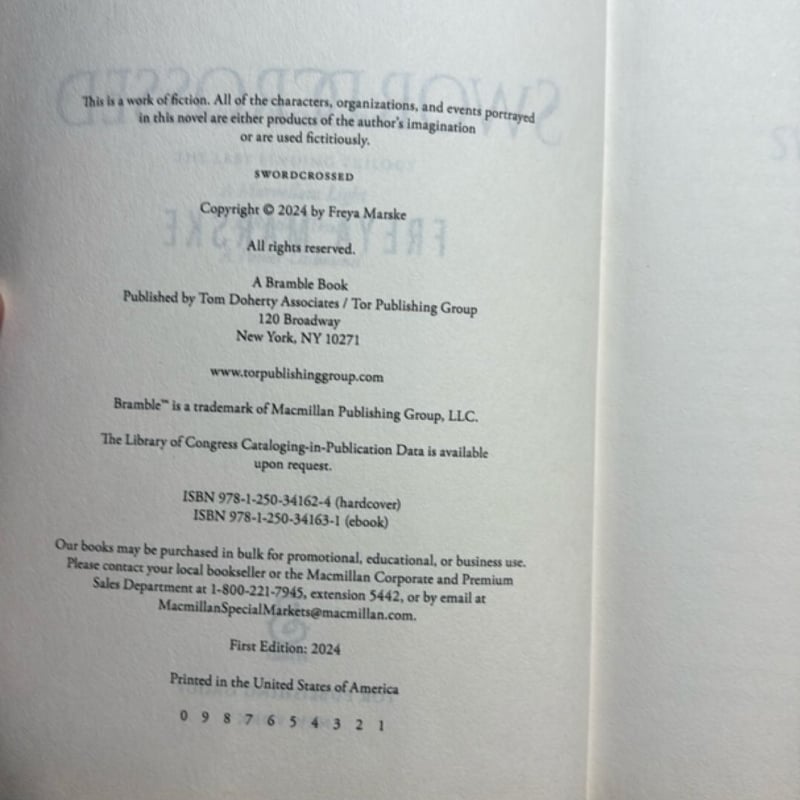 This is a work of fiction. All of the characters, organizations, and events portrayed
in this novel are either products of the author's imagination
or are used fictitiously.
SWORDCROSSED
Copyright © 2024 by Freya Marske
All rights reserved.
A Bramble Book
Published by Tom Doherty Associates / Tor Publishing Group
120 Broadway
New York, NY 10271
www.torpublishinggroup.com
Bramble™ is a trademark of Macmillan Publishing Group, LLC.
The Library of Congress Cataloging-in-Publication Data is available
upon request.
ISBN 978-1-250-34162-4 (hardcover)
ISBN 978-1-250-34163-1 (ebook)
Our books may be purchased in bulk for promotional, educational, or business use.
Please contact your local bookseller or the Macmillan Corporate and Premium
Sales Department at 1-800-221-7945, extension 5442, or by email at
MacmillanSpecialMarkets@macmillan.com.
First Edition: 2024
Printed in the United States of America
0 9 8 7 6 5 4 3 2 1